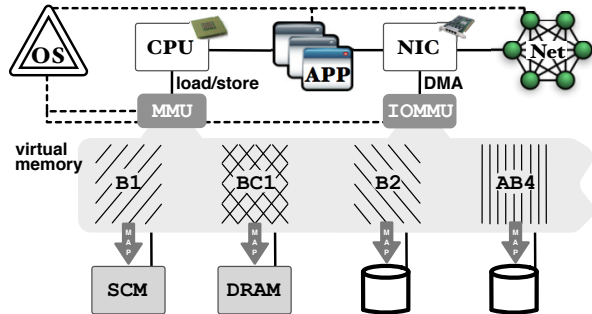 OS
CPU
APP
NIC
Net
load/store
DMA
MMU
IOMMU
virtual
memory
B1
BC1
B2
AB4
MAP
MAP
MAP
MAP
SCM
DRAM